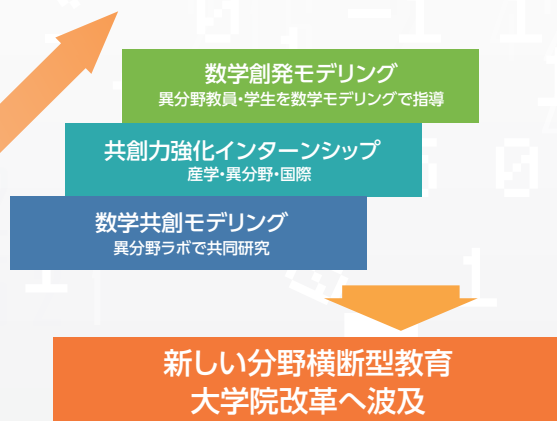 数学創発モデリング
異分野教員・学生を数学モデリングで指導
共創力強化インターンシップ
産学・異分野・国際
数学共創モデリング
異分野ラボで共同研究
新しい分野横断型教育
大学院改革へ波及